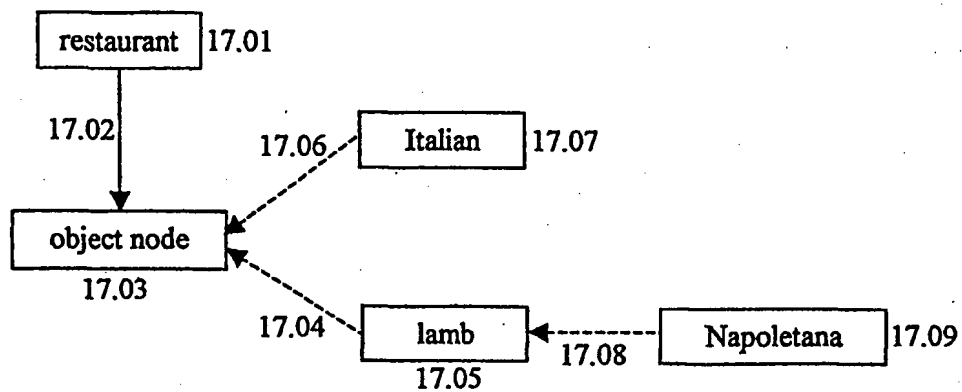 restaurant 17.01
17.02
17.06 Italian 17.07
object node
17.03
17.04 lamb Napoletana 17.09
17.08
17.05